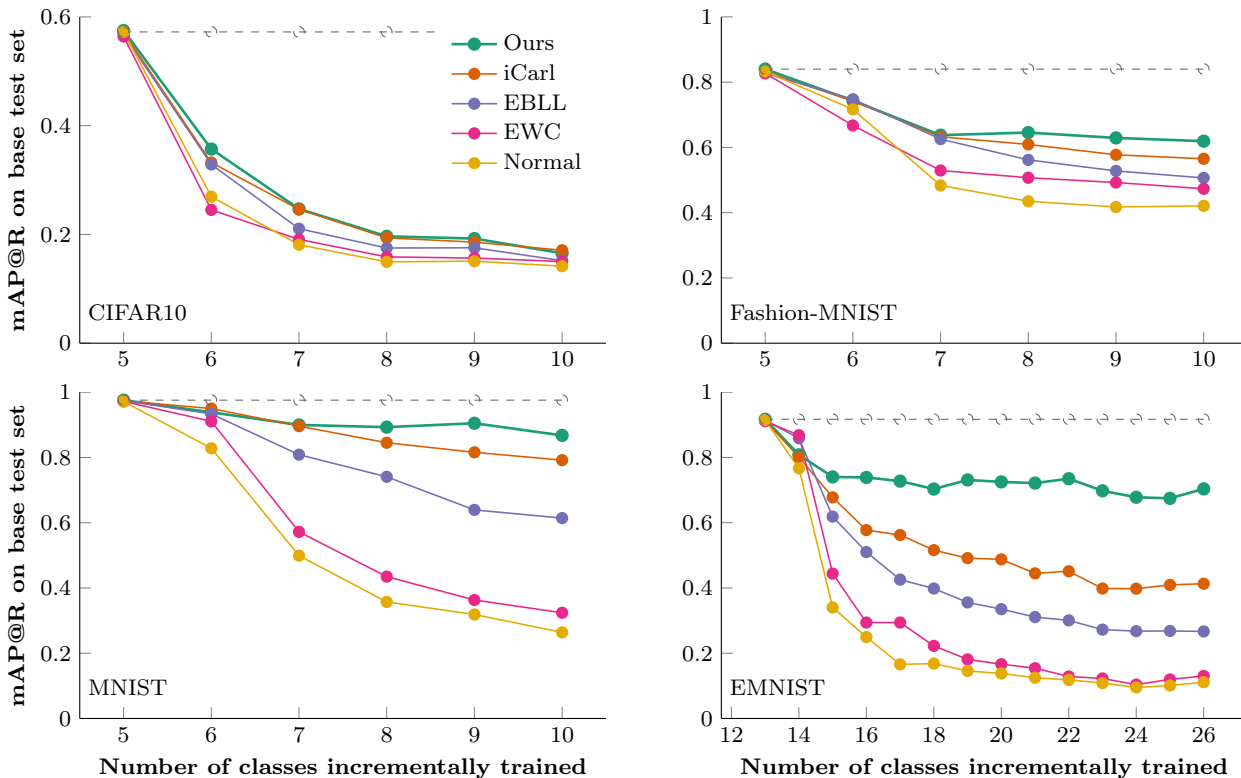 mAP@R on base test set
0.6
0.4
0.2
0
Ours
iCarl
EBLL
EWC
Normal
CIFAR10
5 6 7 8 9 10
1
0.8
0.6
0.4
0.2
0
Fashion-MNIST
5 6 7 8 9 10
mAP@R on base test set
1
0.8
0.6
0.4
0.2
0
MNIST
5 6 7 8 9 10
Number of classes incrementally trained
1
0.8
0.6
0.4
0.2
0
EMNIST
12 14 16 18 20 22 24 26
Number of classes incrementally trained